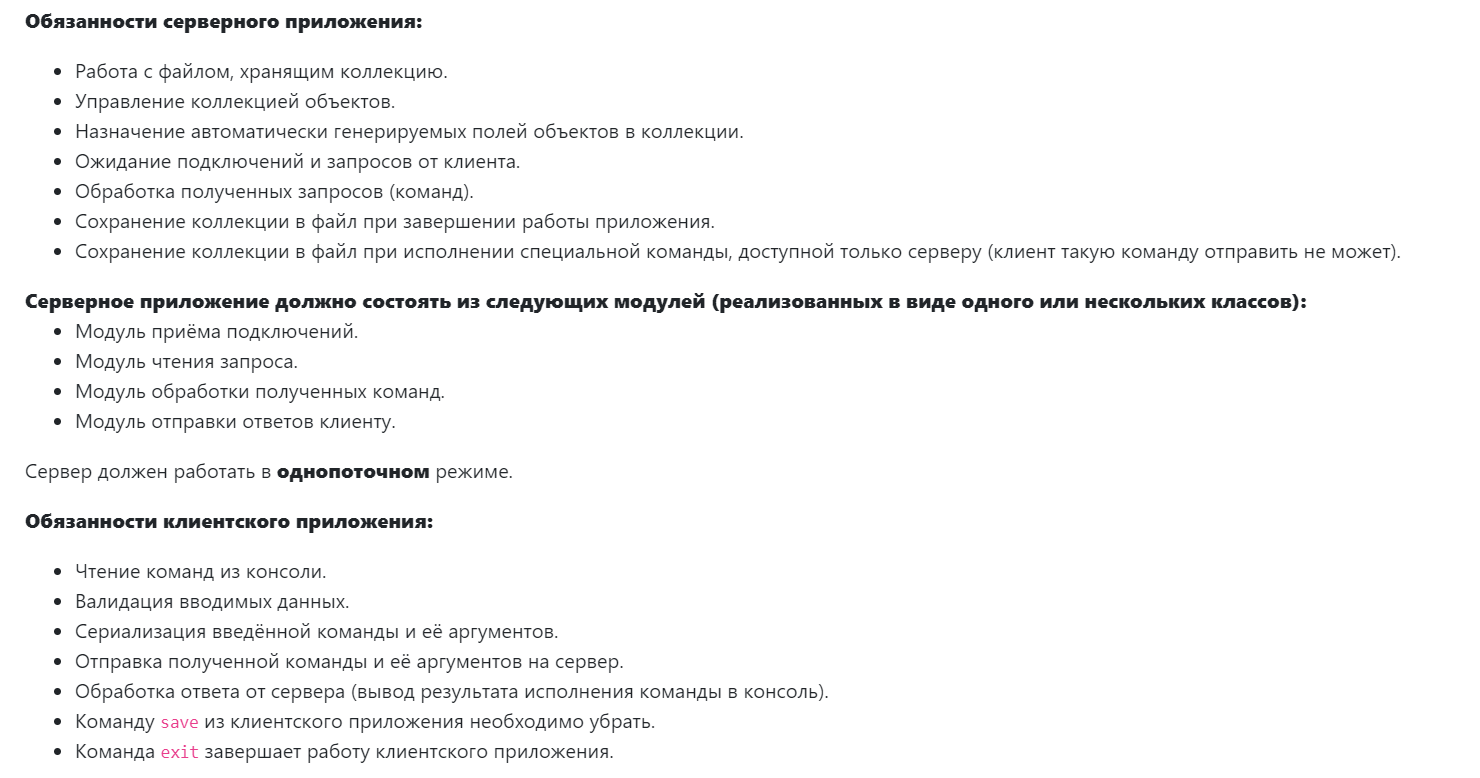 Обязанности серверного приложения:
Работа с файлом, хранящим коллекцию.
Управление коллекцией объектов.
Назначение автоматически генерируемых полей объектов в коллекции.
Ожидание подключений и запросов от клиента.
Обработка полученных запросов (команд).
Сохранение коллекции в файл при завершении работы приложения.
Сохранение коллекции в файл при исполнении специальной команды, доступной только серверу (клиент такую команду отправить не может).
Серверное приложение должно состоять из следующих модулей (реализованных в виде одного или нескольких классов):
Модуль приёма подключений.
Модуль чтения запроса.
Модуль обработки полученных команд.
Модуль отправки ответов клиенту.
Сервер должен работать в однопоточном режиме.
Обязанности клиентского приложения:
Чтение команд из консоли.
Валидация вводимых данных.
Сериализация введённой команды и её аргументов.
Отправка полученной команды и её аргументов на сервер.
Обработка ответа от сервера (вывод результата исполнения команды в консоль).
Команду save из клиентского приложения необходимо убрать.
Команда exit завершает работу клиентского приложения.